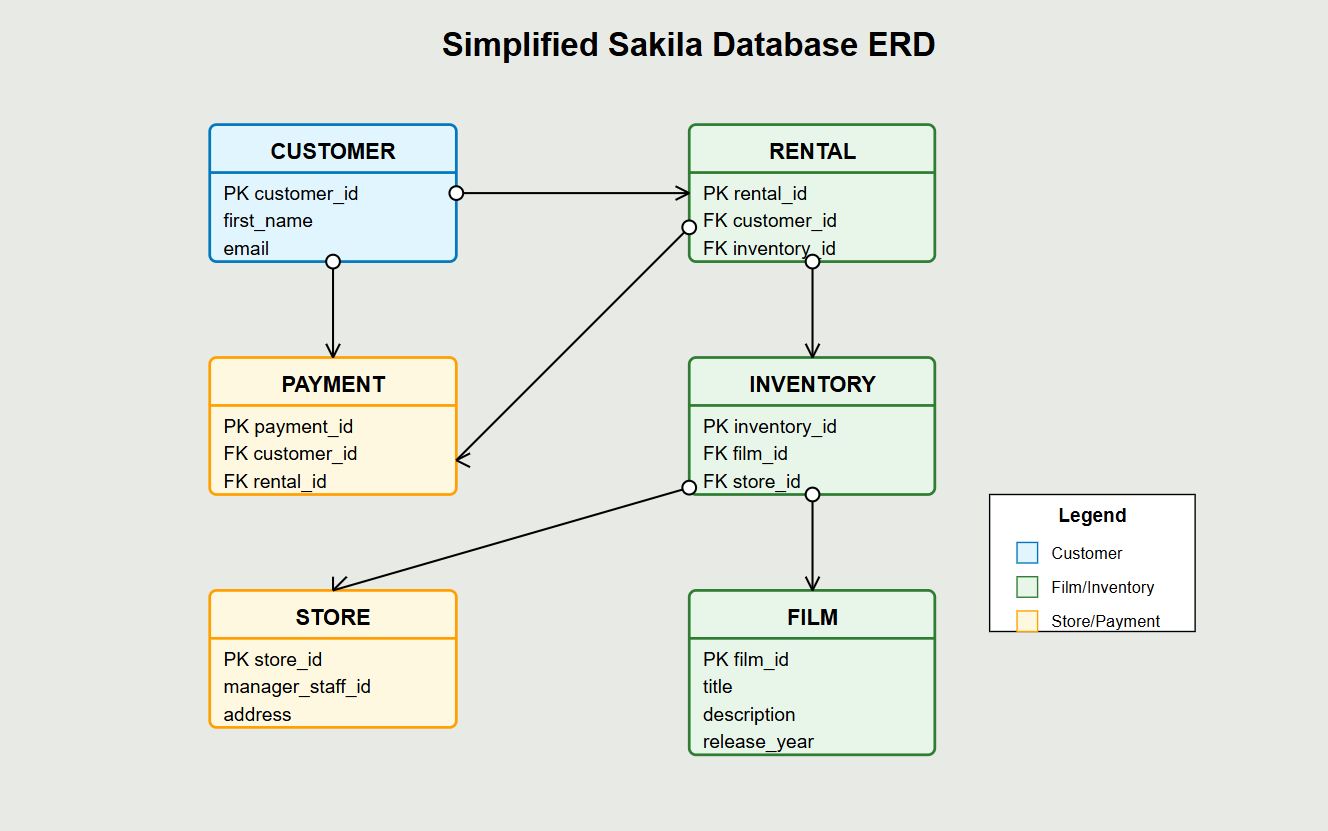 Simplified Sakila Database ERD
CUSTOMER
PK customer_id
first_name
email
RENTAL
PK rental_id
FK customer_id
FK inventory_id
PAYMENT
PK payment_id
FK customer_id
FK rental_id
INVENTORY
PK inventory_id
FK film_id
FK store_id
STORE
PK store_id
manager_staff_id
address
FILM
PK film_id
title
description
release_year
Legend
Customer
Film/Inventory
Store/Payment